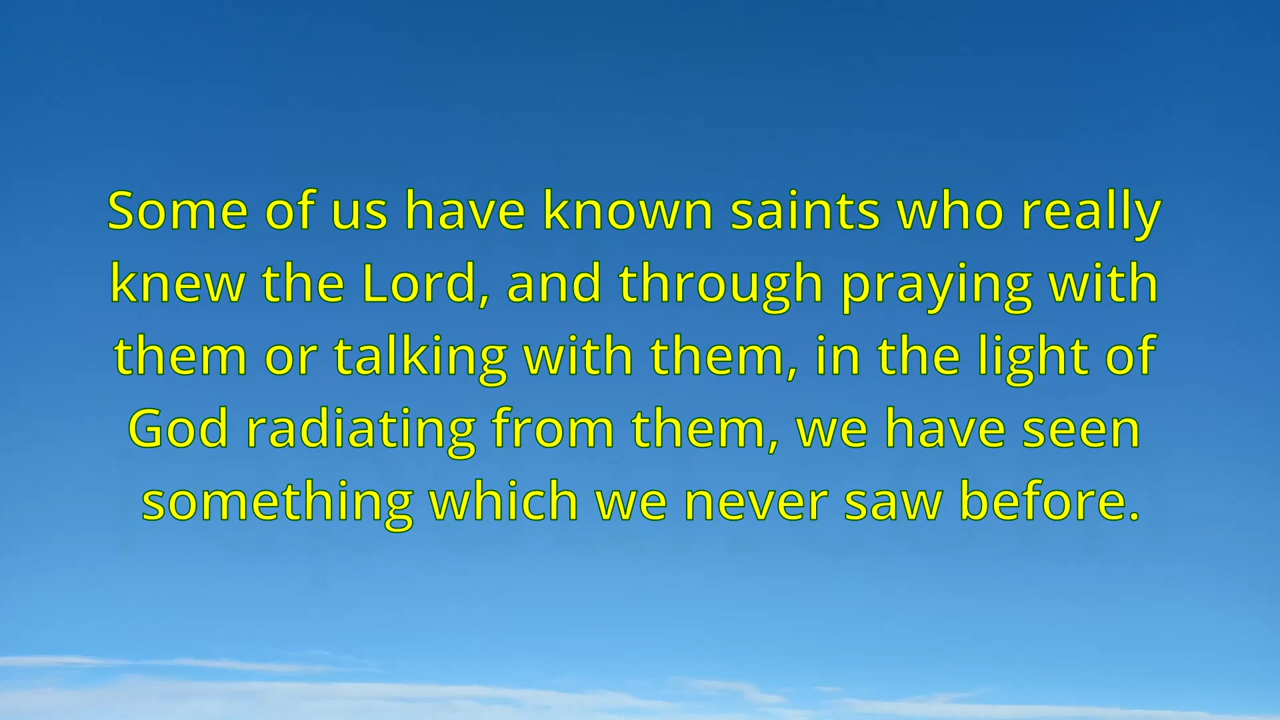 Some of us have known saints who really
knew the Lord, and through praying with
them or talking with them, in the light of
God radiating from them, we have seen
something which we never saw before.